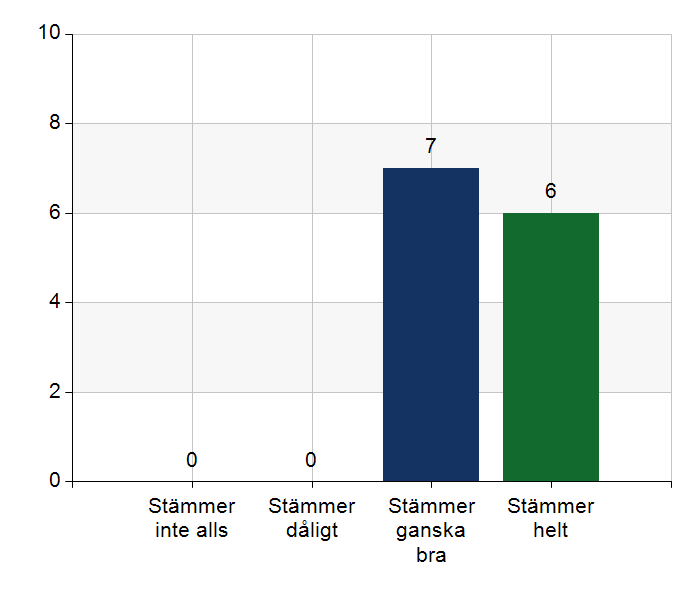 10
8
6
4
2
0
0
0
7
6
Stämmer
inte alls
Stämmer
dåligt
Stämmer
ganska
bra
Stämmer
helt